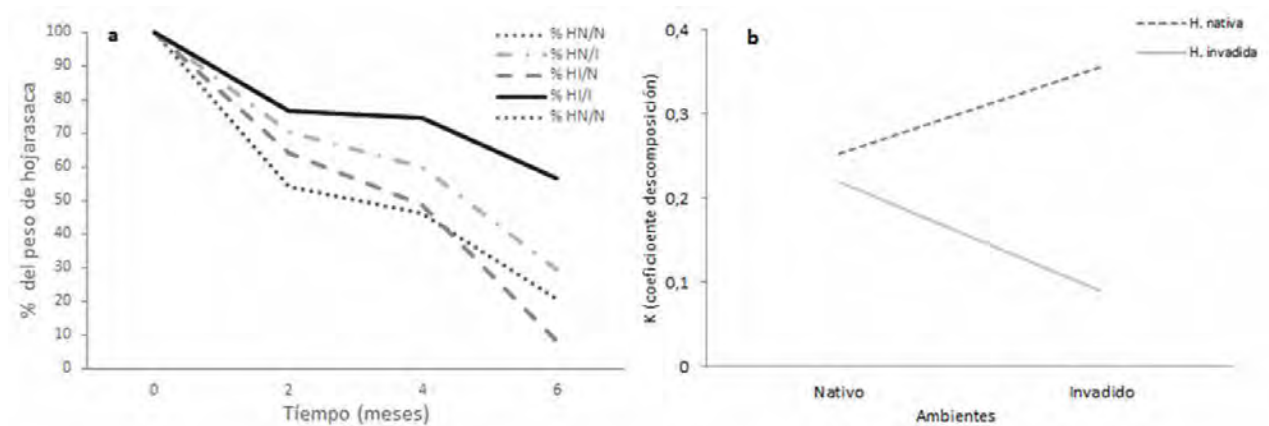 a
100
90
80
70
60
50
40
30
20
10
0
% del peso de hojarasaca
0 2 4 6
Tíempo (meses)
% HN/N
% HN/I
% HI/N
% HI/I
% HN/N
b
H. nativa
H. invadida
0,4
0,3
0,2
0,1
0
K (coeficioente descomposición)
Nativo Invadido
Ambientes